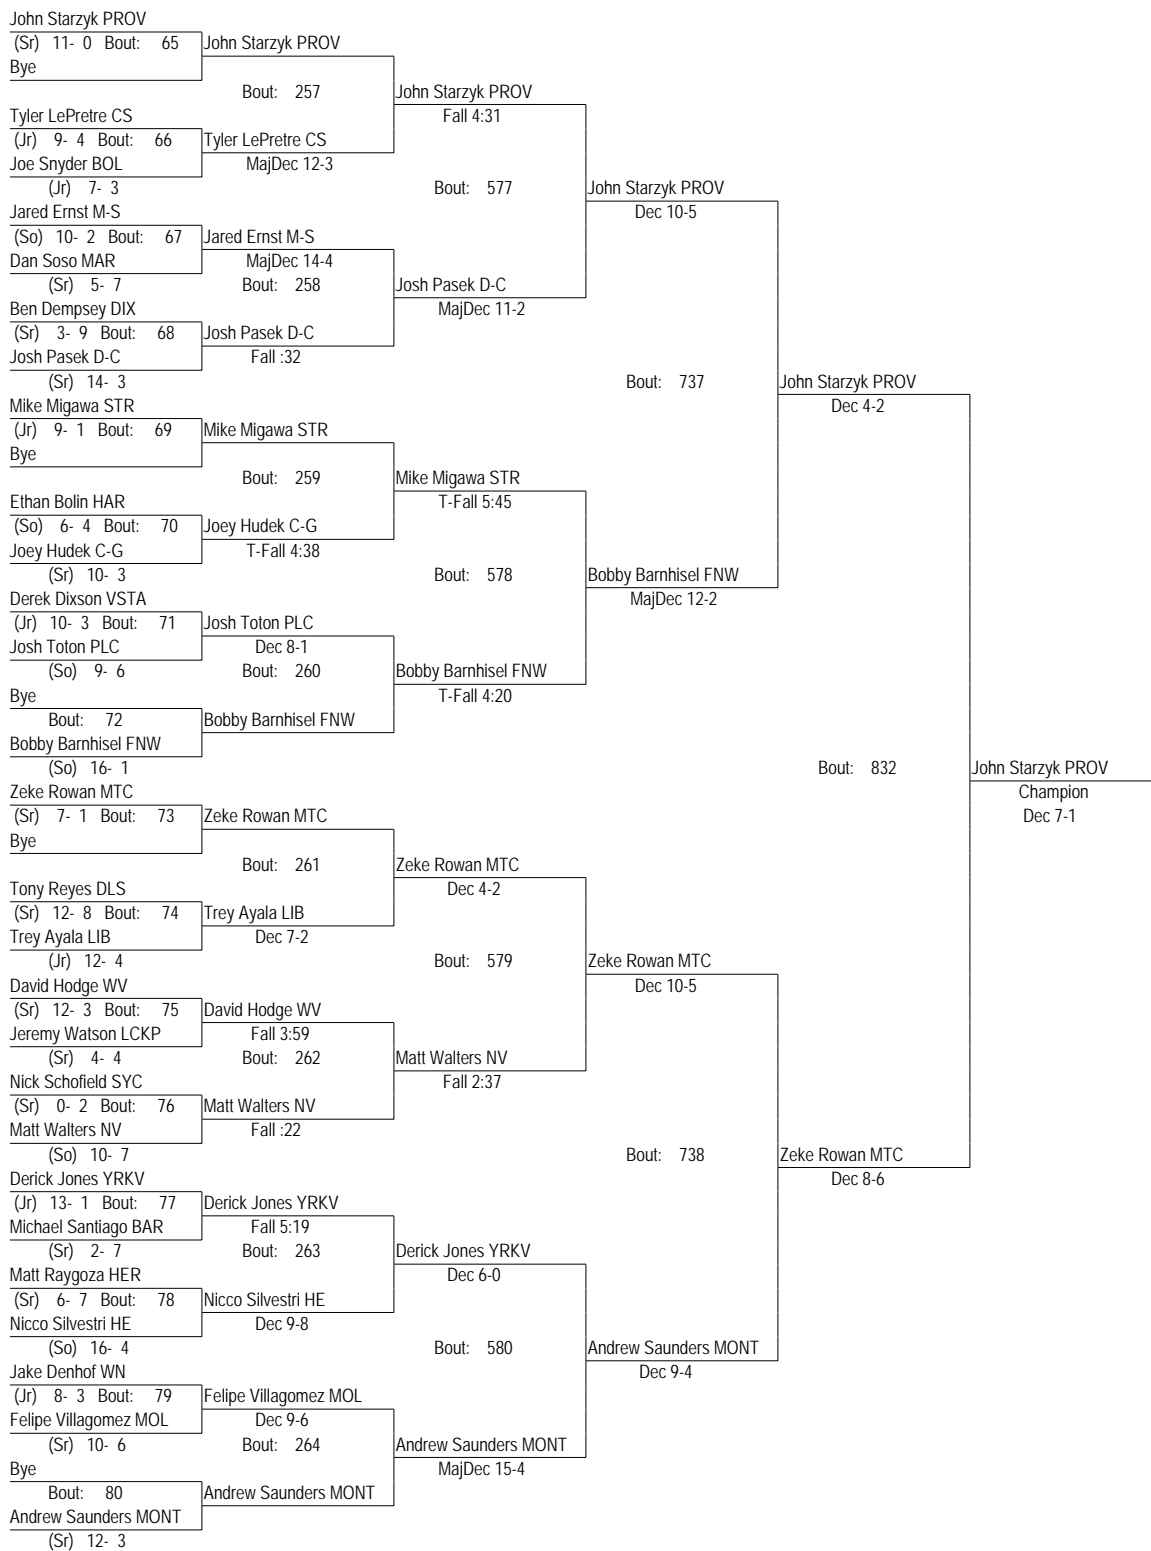 John Starzyk PROV
(Sr) 11- 0 Bout: 65 John Starzyk PROV
Bye
Bout: 257 John Starzyk PROV
Tyler LePretre CS Fall 4:31
(Jr) 9- 4 Bout: 66 Tyler LePretre CS
Joe Snyder BOL MajDec 12-3
(Jr) 7- 3 Bout: 577 John Starzyk PROV
Jared Ernst M-S Dec 10-5
(So) 10- 2 Bout: 67 Jared Ernst M-S
Dan Soso MAR MajDec 14-4
(Sr) 5- 7 Bout: 258 Josh Pasek D-C
Ben Dempsey DIX MajDec 11-2
(Sr) 3- 9 Bout: 68 Josh Pasek D-C
Josh Pasek D-C Fall :32
(Sr) 14- 3 Bout: 737 John Starzyk PROV
Mike Migawa STR Dec 4-2
(Jr) 9- 1 Bout: 69 Mike Migawa STR
Bye
Bout: 259 Mike Migawa STR
Ethan Bolin HAR T-Fall 5:45
(So) 6- 4 Bout: 70 Joey Hudek C-G
Joey Hudek C-G T-Fall 4:38
(Sr) 10- 3 Bout: 578 Bobby Barnhisel FNW
Derek Dixson VSTA MajDec 12-2
(Jr) 10- 3 Bout: 71 Josh Toton PLC
Josh Toton PLC Dec 8-1
(So) 9- 6 Bout: 260 Bobby Barnhisel FNW
Bye T-Fall 4:20
Bout: 72 Bobby Barnhisel FNW
Bobby Barnhisel FNW
(So) 16- 1 Bout: 832 John Starzyk PROV
Zeke Rowan MTC Champion
(Sr) 7- 1 Bout: 73 Zeke Rowan MTC Dec 7-1
Bye
Bout: 261 Zeke Rowan MTC
Tony Reyes DLS Dec 4-2
(Sr) 12- 8 Bout: 74 Trey Ayala LIB
Trey Ayala LIB Dec 7-2
(Jr) 12- 4 Bout: 579 Zeke Rowan MTC
David Hodge WV Dec 10-5
(Sr) 12- 3 Bout: 75 David Hodge WV
Jeremy Watson LCKP Fall 3:59
(Sr) 4- 4 Bout: 262 Matt Walters NV
Nick Schofield SYC Fall 2:37
(Sr) 0- 2 Bout: 76 Matt Walters NV
Matt Walters NV Fall :22
(So) 10- 7 Bout: 738 Zeke Rowan MTC
Derick Jones YRKV Dec 8-6
(Jr) 13- 1 Bout: 77 Derick Jones YRKV
Michael Santiago BAR Fall 5:19
(Sr) 2- 7 Bout: 263 Derick Jones YRKV
Matt Raygoza HER Dec 6-0
(Sr) 6- 7 Bout: 78 Nicco Silvestri HE
Nicco Silvestri HE Dec 9-8
(So) 16- 4 Bout: 580 Andrew Saunders MONT
Jake Denhof WN Dec 9-4
(Jr) 8- 3 Bout: 79 Felipe Villagomez MOL
Felipe Villagomez MOL Dec 9-6
(Sr) 10- 6 Bout: 264 Andrew Saunders MONT
Bye MajDec 15-4
Bout: 80 Andrew Saunders MONT
Andrew Saunders MONT
(Sr) 12- 3